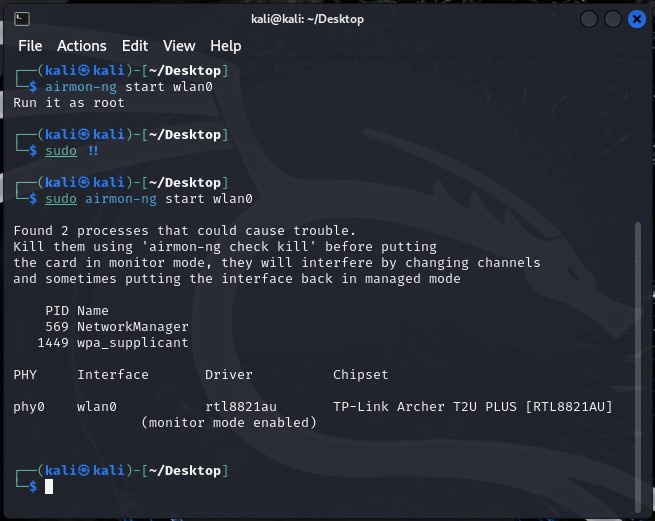 kali@kali: ~/Desktop
File Actions Edit View Help
┌──(kali㉿kali)-[~/Desktop]
└─$ airmon-ng start wlan0
Run it as root
┌──(kali㉿kali)-[~/Desktop]
└─$ sudo !!
┌──(kali㉿kali)-[~/Desktop]
└─$ sudo airmon-ng start wlan0
Found 2 processes that could cause trouble.
Kill them using 'airmon-ng check kill' before putting
the card in monitor mode, they will interfere by changing channels
and sometimes putting the interface back in managed mode
PID Name
569 NetworkManager
1449 wpa_supplicant
PHY Interface Driver Chipset
phy0 wlan0 rtl8821au TP-Link Archer T2U PLUS [RTL8821AU]
(monitor mode enabled)
┌──(kali㉿kali)-[~/Desktop]
└─$